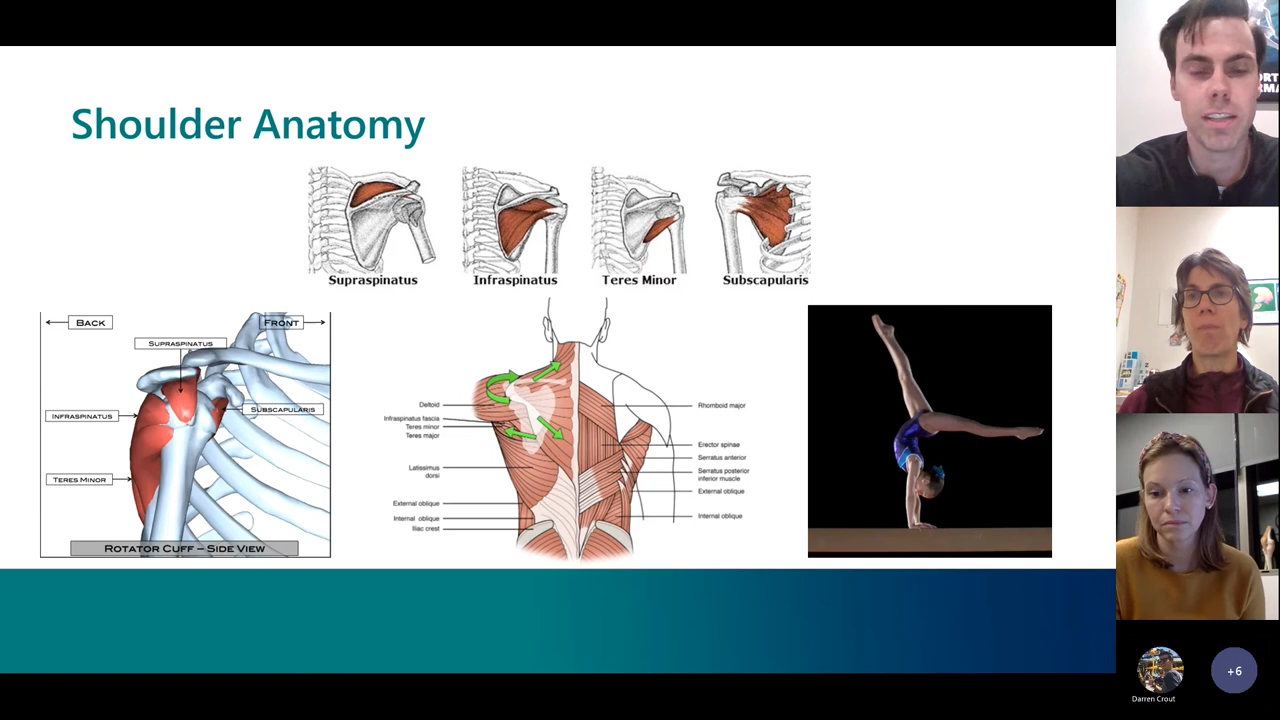 Shoulder Anatomy
Supraspinatus
Infraspinatus
Teres Minor
Subscapularis
BACK
FRONT
SUPRASPINATUS
INFRASPINATUS
SUBSCAPULARIS
TERES MINOR
ROTATOR CUFF – SIDE VIEW
Deltoid
Infraspinatus fascia
Teres minor
Teres major
Latissimus
dorsi
External oblique
Internal oblique
Iliac crest
Rhomboid major
Erector spinae
Serratus anterior
Serratus posterior
inferior muscle
External oblique
Internal oblique
Darren Crout
+6